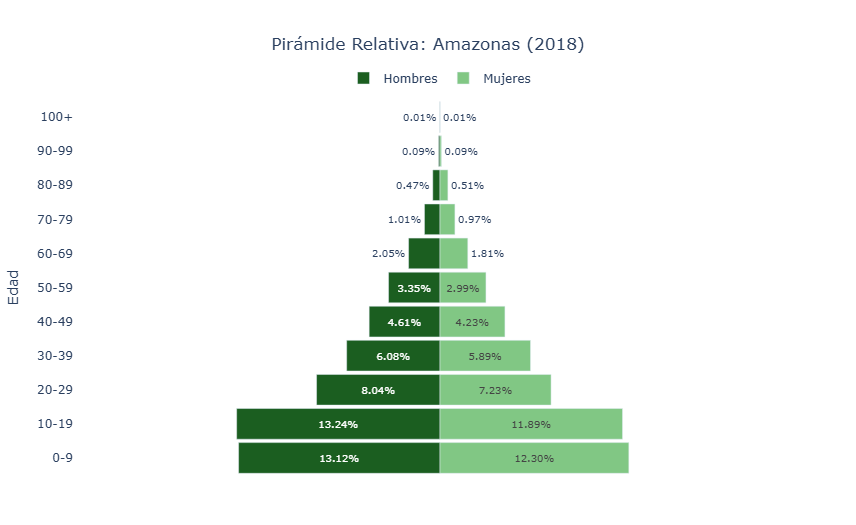 Pirámide Relativa: Amazonas (2018)
Hombres Mujeres
100+ 0.01% 0.01%
90-99 0.09% 0.09%
80-89 0.47% 0.51%
70-79 1.01% 0.97%
60-69 2.05% 1.81%
50-59 3.35% 2.99%
40-49 4.61% 4.23%
30-39 6.08% 5.89%
20-29 8.04% 7.23%
10-19 13.24% 11.89%
0-9 13.12% 12.30%
Edad